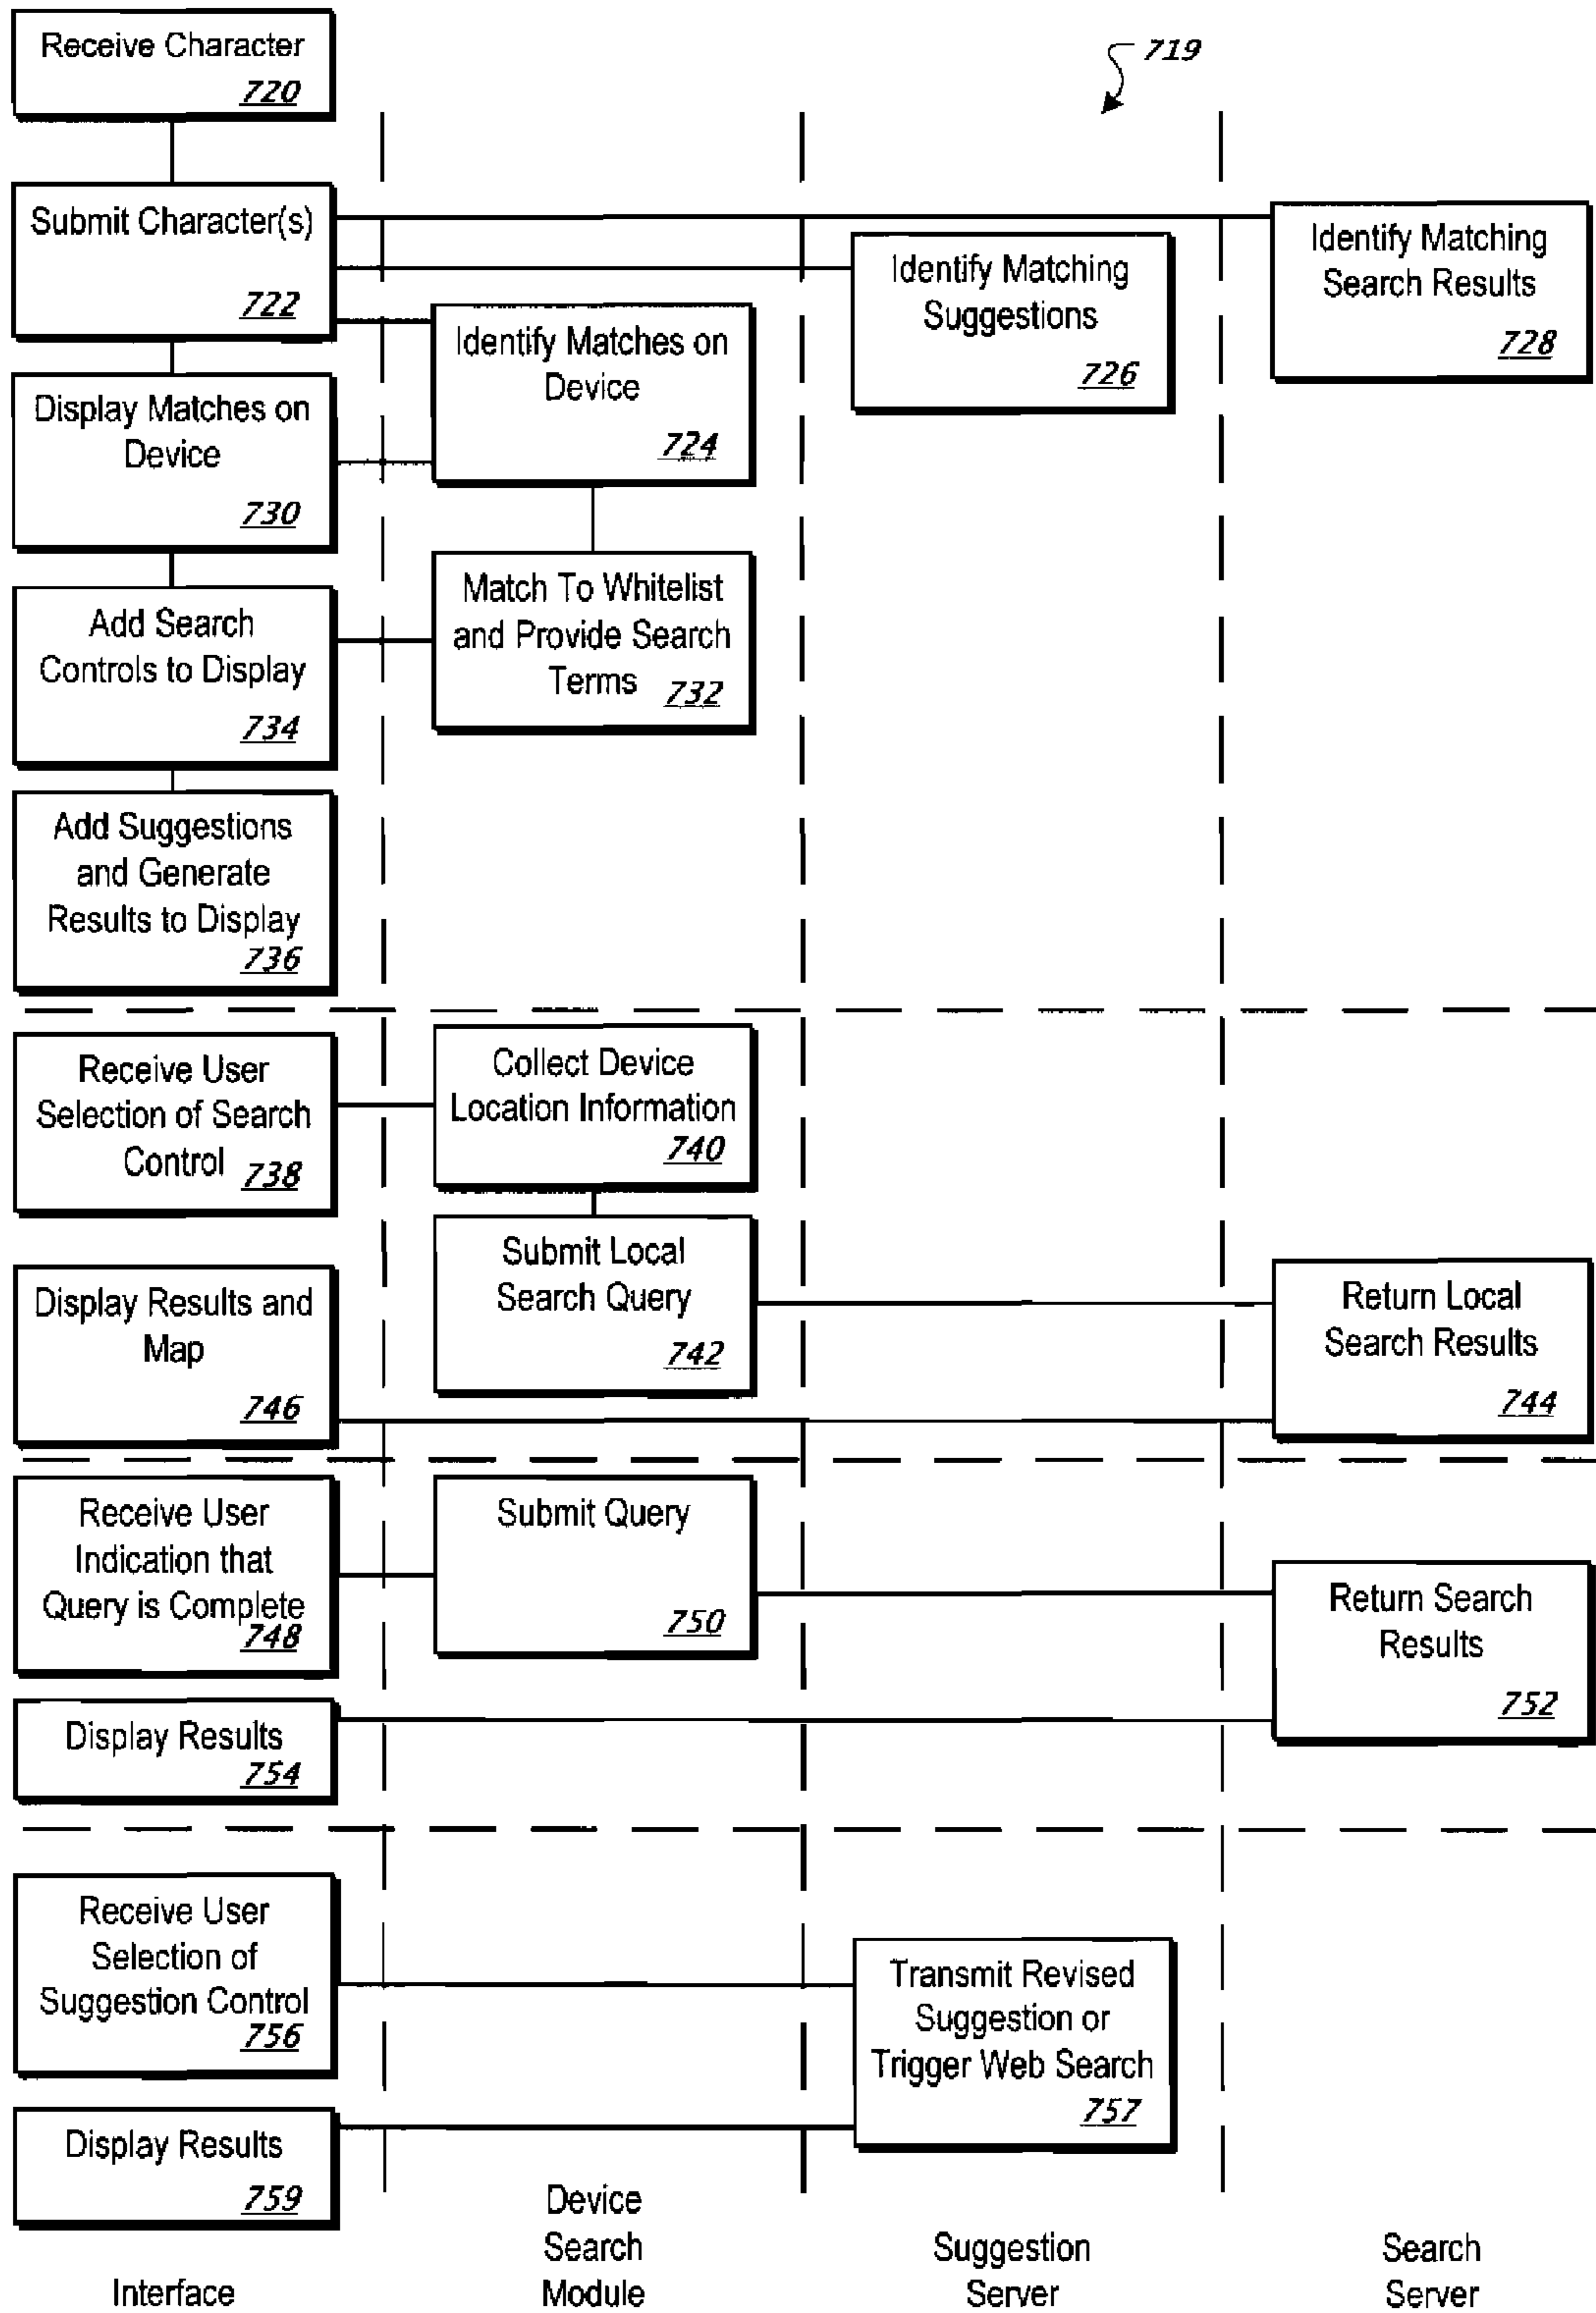 Receive Character
720
719
Submit Character(s)
722
Identify Matches on
Device
724
Identify Matching
Suggestions
726
Identify Matching
Search Results
728
Display Matches on
Device
730
Match To Whitelist
and Provide Search
Terms 732
Add Search
Controls to Display
734
Add Suggestions
and Generate
Results to Display
736
Receive User
Selection of Search
Control 738
Collect Device
Location Information
740
Submit Local
Search Query
742
Return Local
Search Results
744
Display Results and
Map
746
Receive User
Indication that
Query is Complete
748
Submit Query
750
Return Search
Results
752
Display Results
754
Receive User
Selection of
Suggestion Control
756
Transmit Revised
Suggestion or
Trigger Web Search
757
Display Results
759
Interface
Device
Search
Module
Suggestion
Server
Search
Server